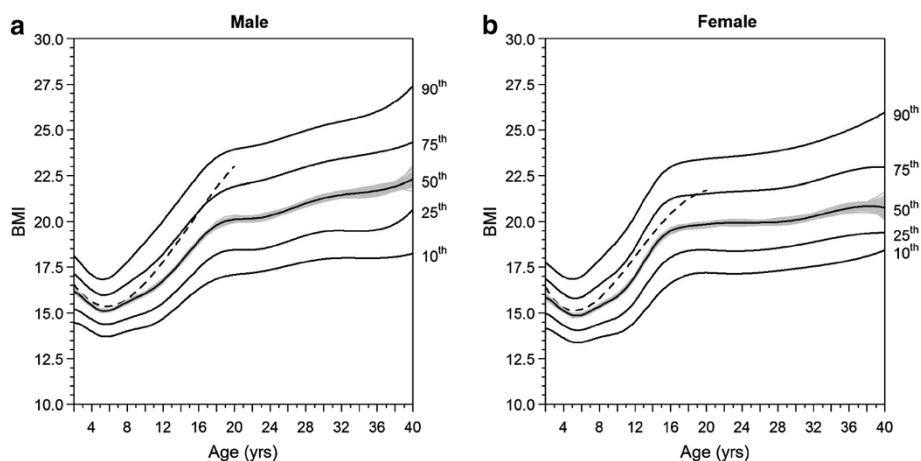 a
Male
30.0
27.5
25.0
22.5
20.0
17.5
15.0
12.5
10.0
BMI
90th
75th
50th
25th
10th
4 8 12 16 20 24 28 32 36 40
Age (yrs)
b
Female
30.0
27.5
25.0
22.5
20.0
17.5
15.0
12.5
10.0
BMI
90th
75th
50th
25th
10th
4 8 12 16 20 24 28 32 36 40
Age (yrs)